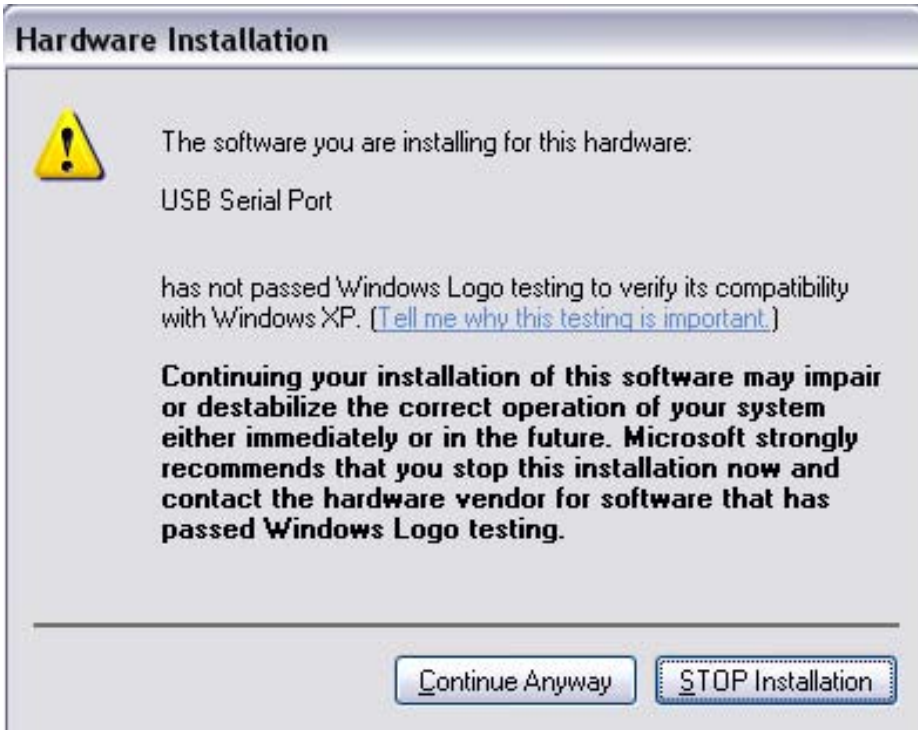 Hardware Installation
The software you are installing for this hardware:
USB Serial Port
has not passed Windows Logo testing to verify its compatibility
with Windows XP. (Tell me why this testing is important.)
Continuing your installation of this software may impair
or destabilize the correct operation of your system
either immediately or in the future. Microsoft strongly
recommends that you stop this installation now and
contact the hardware vendor for software that has
passed Windows Logo testing.
Continue Anyway STOP Installation